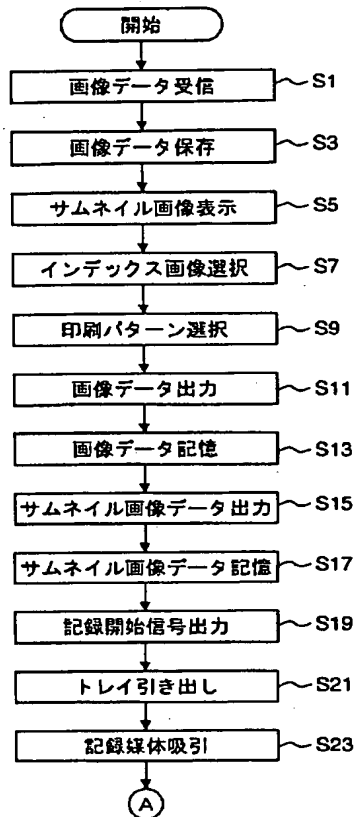 開始
画像データ受信 S1
画像データ保存 S3
サムネイル画像表示 S5
インデックス画像選択 S7
印刷パターン選択 S9
画像データ出力 S11
画像データ記憶 S13
サムネイル画像データ出力 S15
サムネイル画像データ記憶 S17
記録開始信号出力 S19
トレイ引き出し S21
記録媒体吸引 S23
A